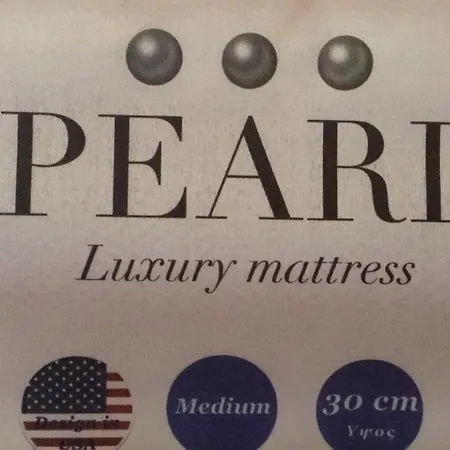 PEARL
Luxury mattress
Design in
USA
Medium
30 cm
Υψος